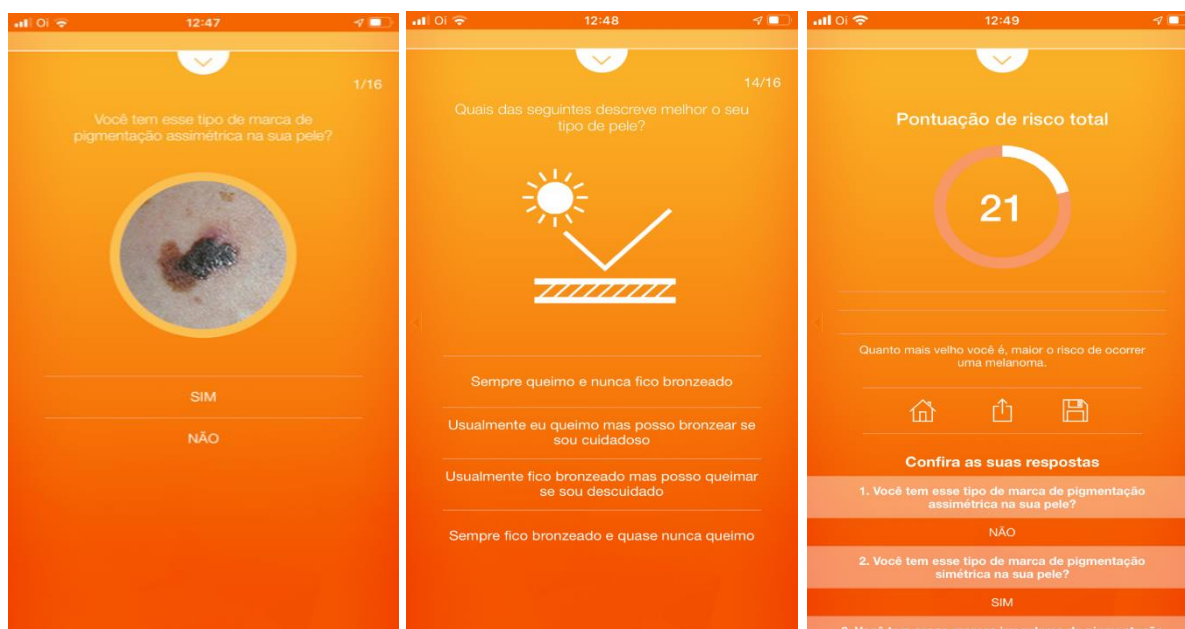 Oi
12:47
1/16
Você tem esse tipo de marca de
pigmentação assimétrica na sua pele?
SIM
NÃO
Oi
12:48
14/16
Quais das seguintes descreve melhor o seu
tipo de pele?
Sempre queimo e nunca fico bronzeado
Usualmente eu queimo mas posso bronzear se
sou cuidadoso
Usualmente fico bronzeado mas posso queimar
se sou descuidado
Sempre fico bronzeado e quase nunca queimo
Oi
12:49
Pontuação de risco total
21
Quanto mais velho você é, maior o risco de ocorrer
uma melanoma.
Confira as suas respostas
1. Você tem esse tipo de marca de pigmentação
assimétrica na sua pele?
NÃO
2. Você tem esse tipo de marca de pigmentação
simétrica na sua pele?
SIM